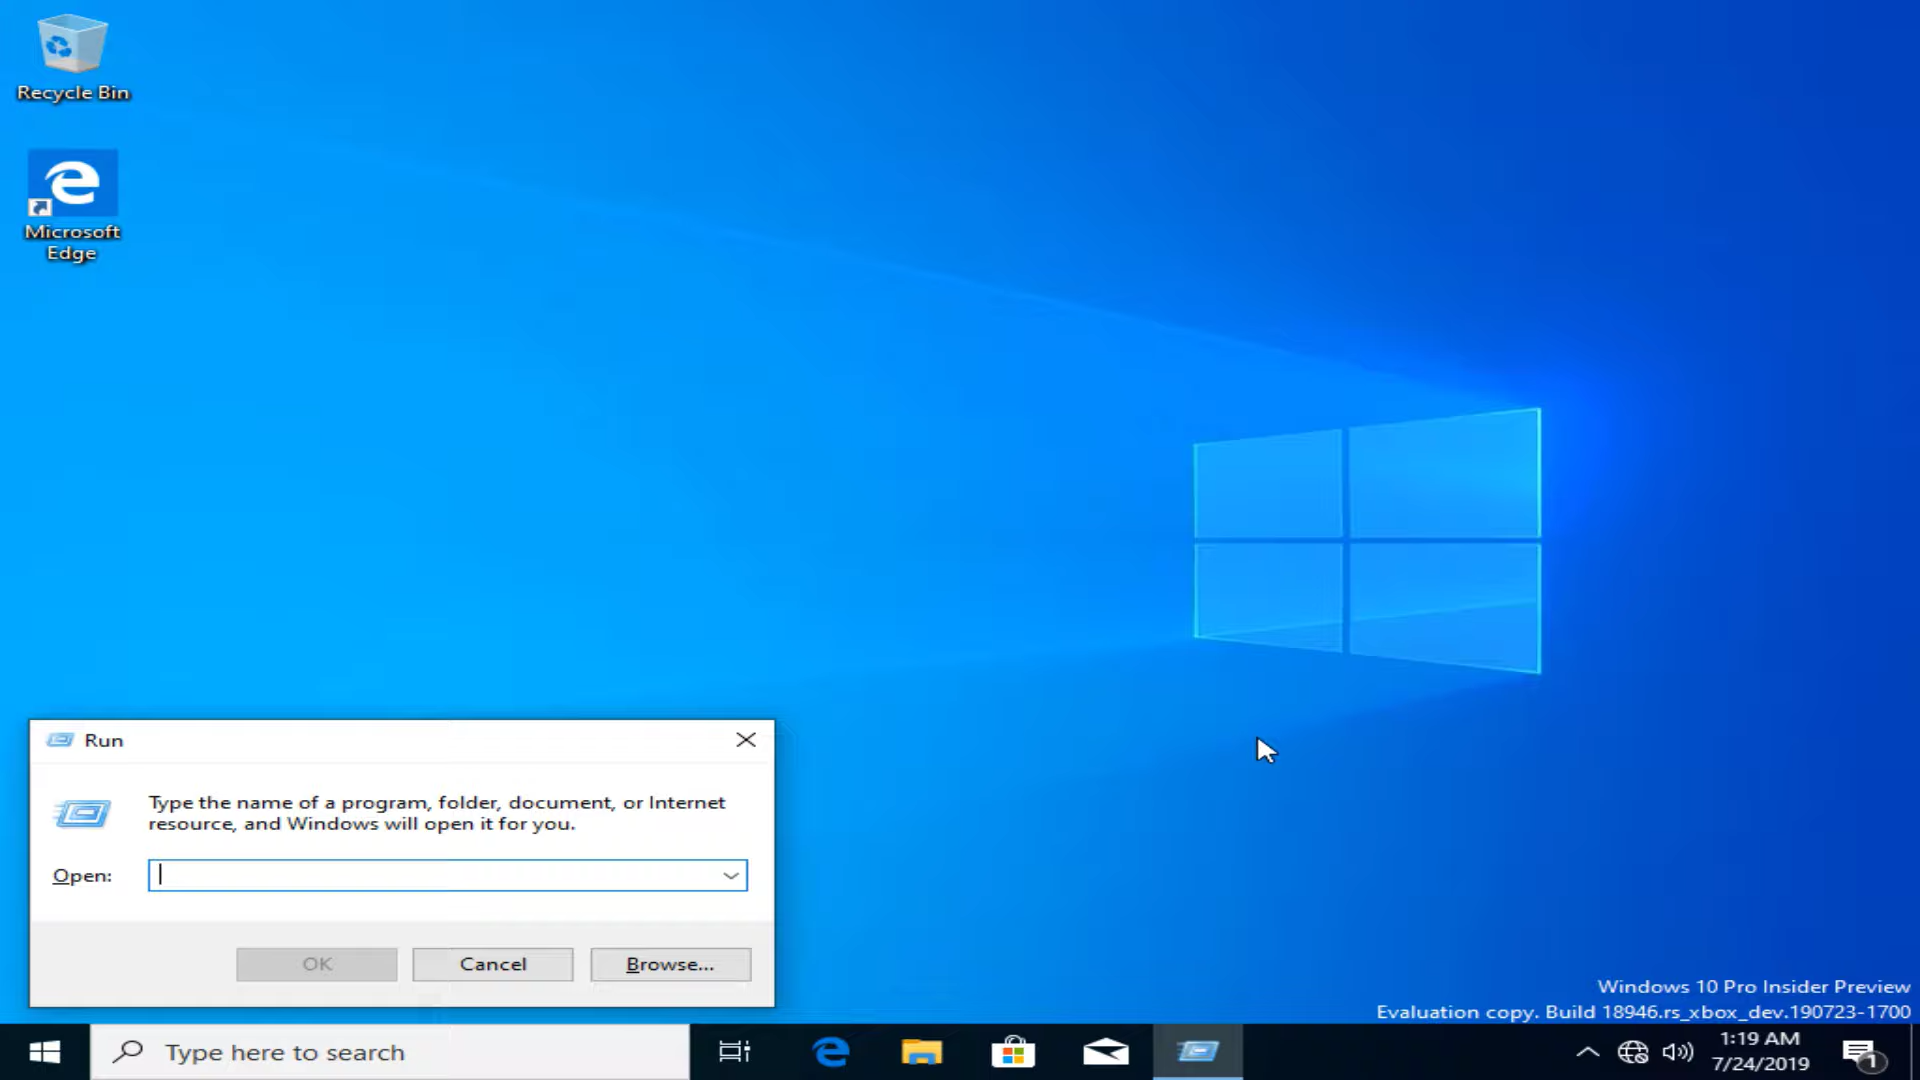 Recycle Bin
Microsoft
Edge
Run
Type the name of a program, folder, document, or Internet
resource, and Windows will open it for you.
Open:
OK
Cancel
Browse...
Windows 10 Pro Insider Preview
Evaluation copy. Build 18946.rs_xbox_dev.190723-1700
Type here to search
1:19 AM
7/24/2019
1